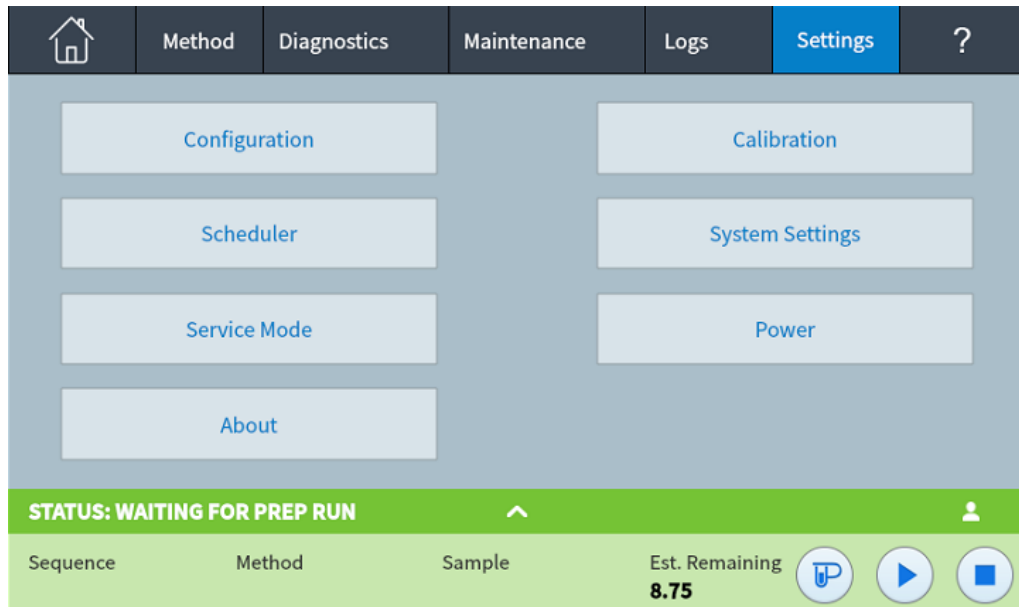 Method
Diagnostics
Maintenance
Logs
Settings
?
Configuration
Calibration
Scheduler
System Settings
Service Mode
Power
About
STATUS: WAITING FOR PREP RUN
Sequence
Method
Sample
Est. Remaining
8.75